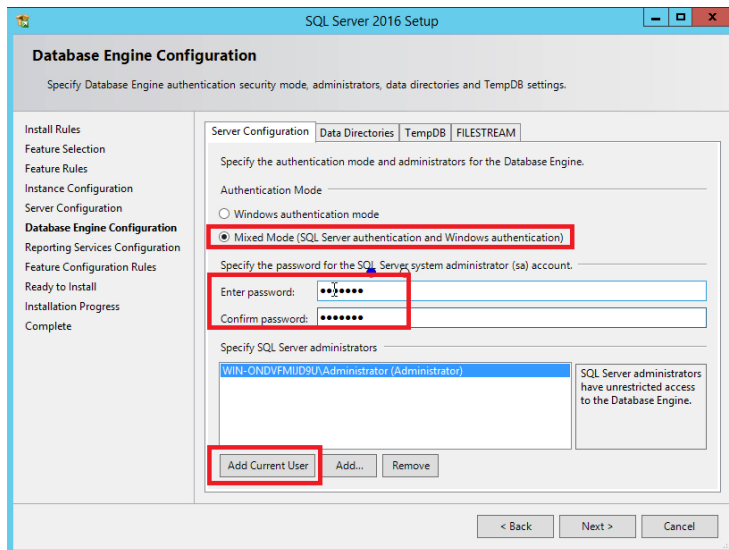 SQL Server 2016 Setup
Database Engine Configuration
Specify Database Engine authentication security mode, administrators, data directories and TempDB settings.
Install Rules
Feature Selection
Feature Rules
Instance Configuration
Server Configuration
Database Engine Configuration
Reporting Services Configuration
Feature Configuration Rules
Ready to Install
Installation Progress
Complete
Server Configuration Data Directories TempDB FILESTREAM
Specify the authentication mode and administrators for the Database Engine.
Authentication Mode
Windows authentication mode
Mixed Mode (SQL Server authentication and Windows authentication)
Specify the password for the SQL Server system administrator (sa) account.
Enter password: •••••••
Confirm password: •••••••
Specify SQL Server administrators
WIN-ONDVFMIJD9U\Administrator (Administrator)
SQL Server administrators
have unrestricted access
to the Database Engine.
Add Current User Add... Remove
< Back Next > Cancel